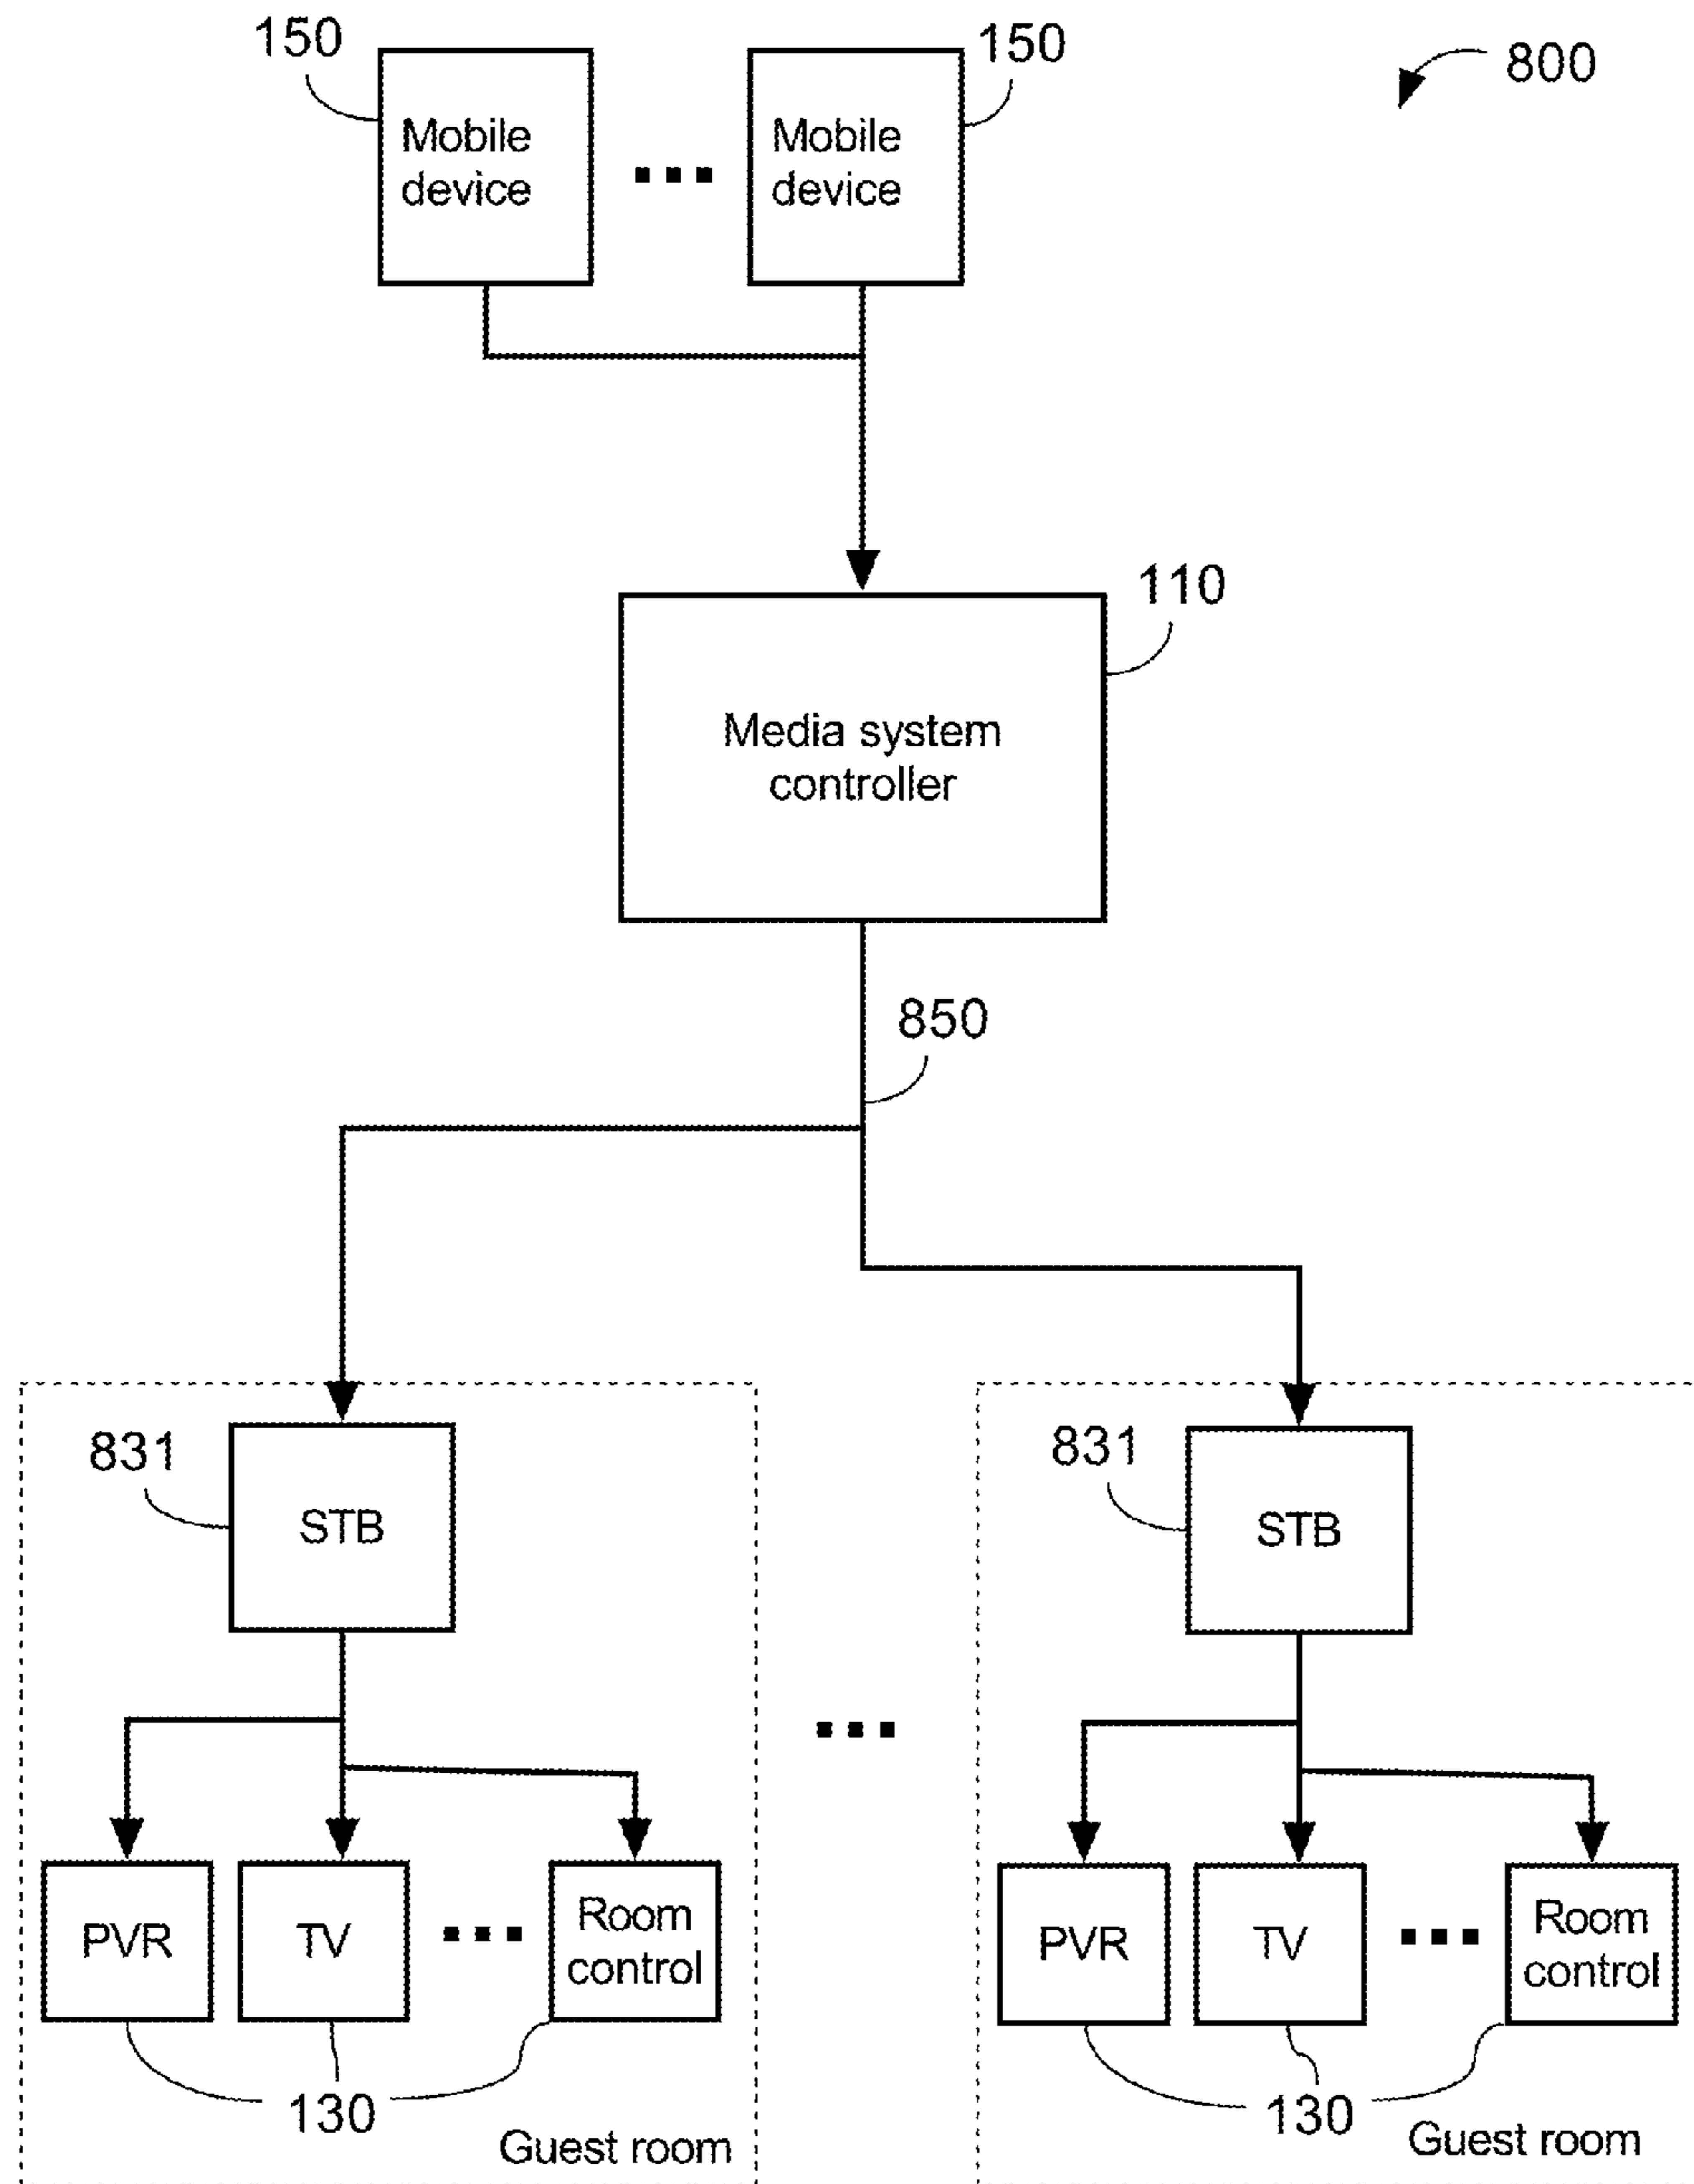 150
150
800
Mobile
device
...
Mobile
device
110
Media system
controller
850
831
STB
831
STB
...
PVR
TV
...
Room
control
PVR
TV
...
Room
control
130
Guest room
130
Guest room